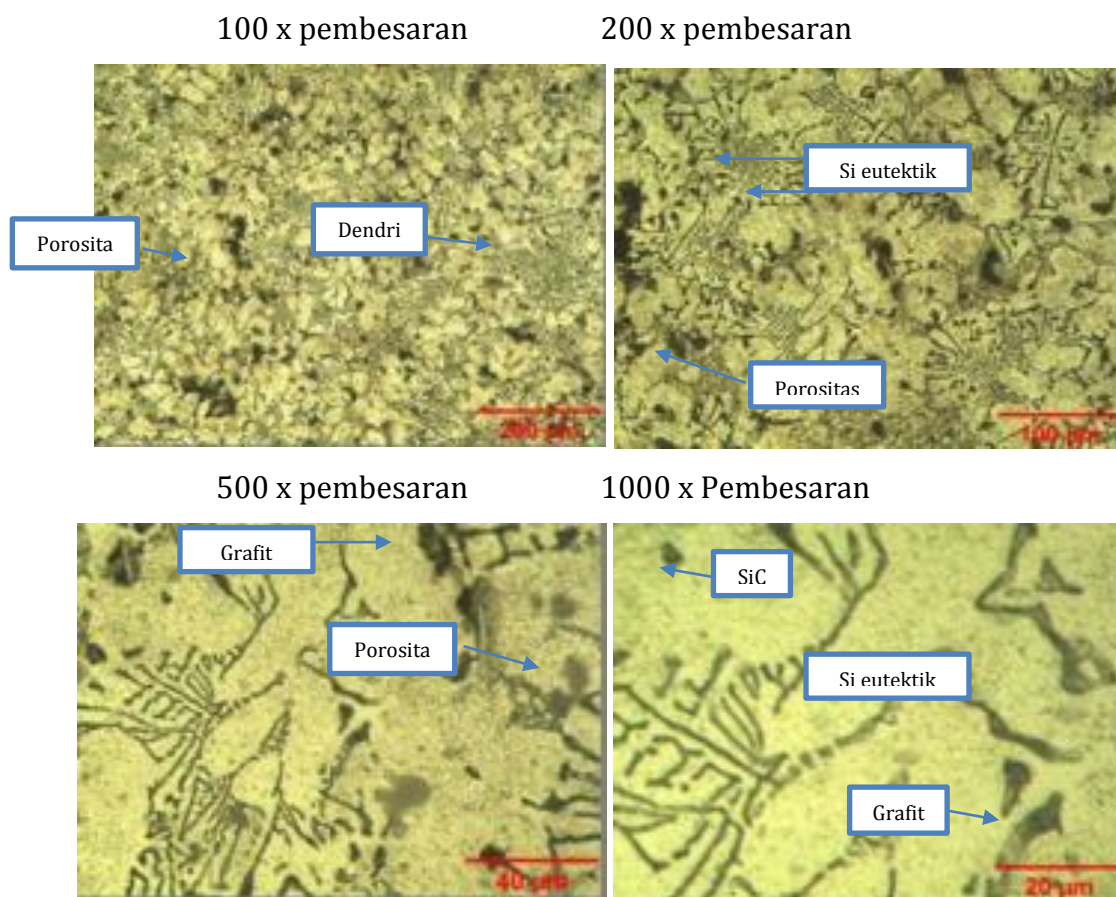 100 x pembesaran
200 x pembesaran
Porosita
Dendri
200 µm
Si eutektik
Porositas
100 µm
500 x pembesaran
1000 x Pembesaran
Grafit
Porosita
40 µm
SiC
Si eutektik
Grafit
20 µm